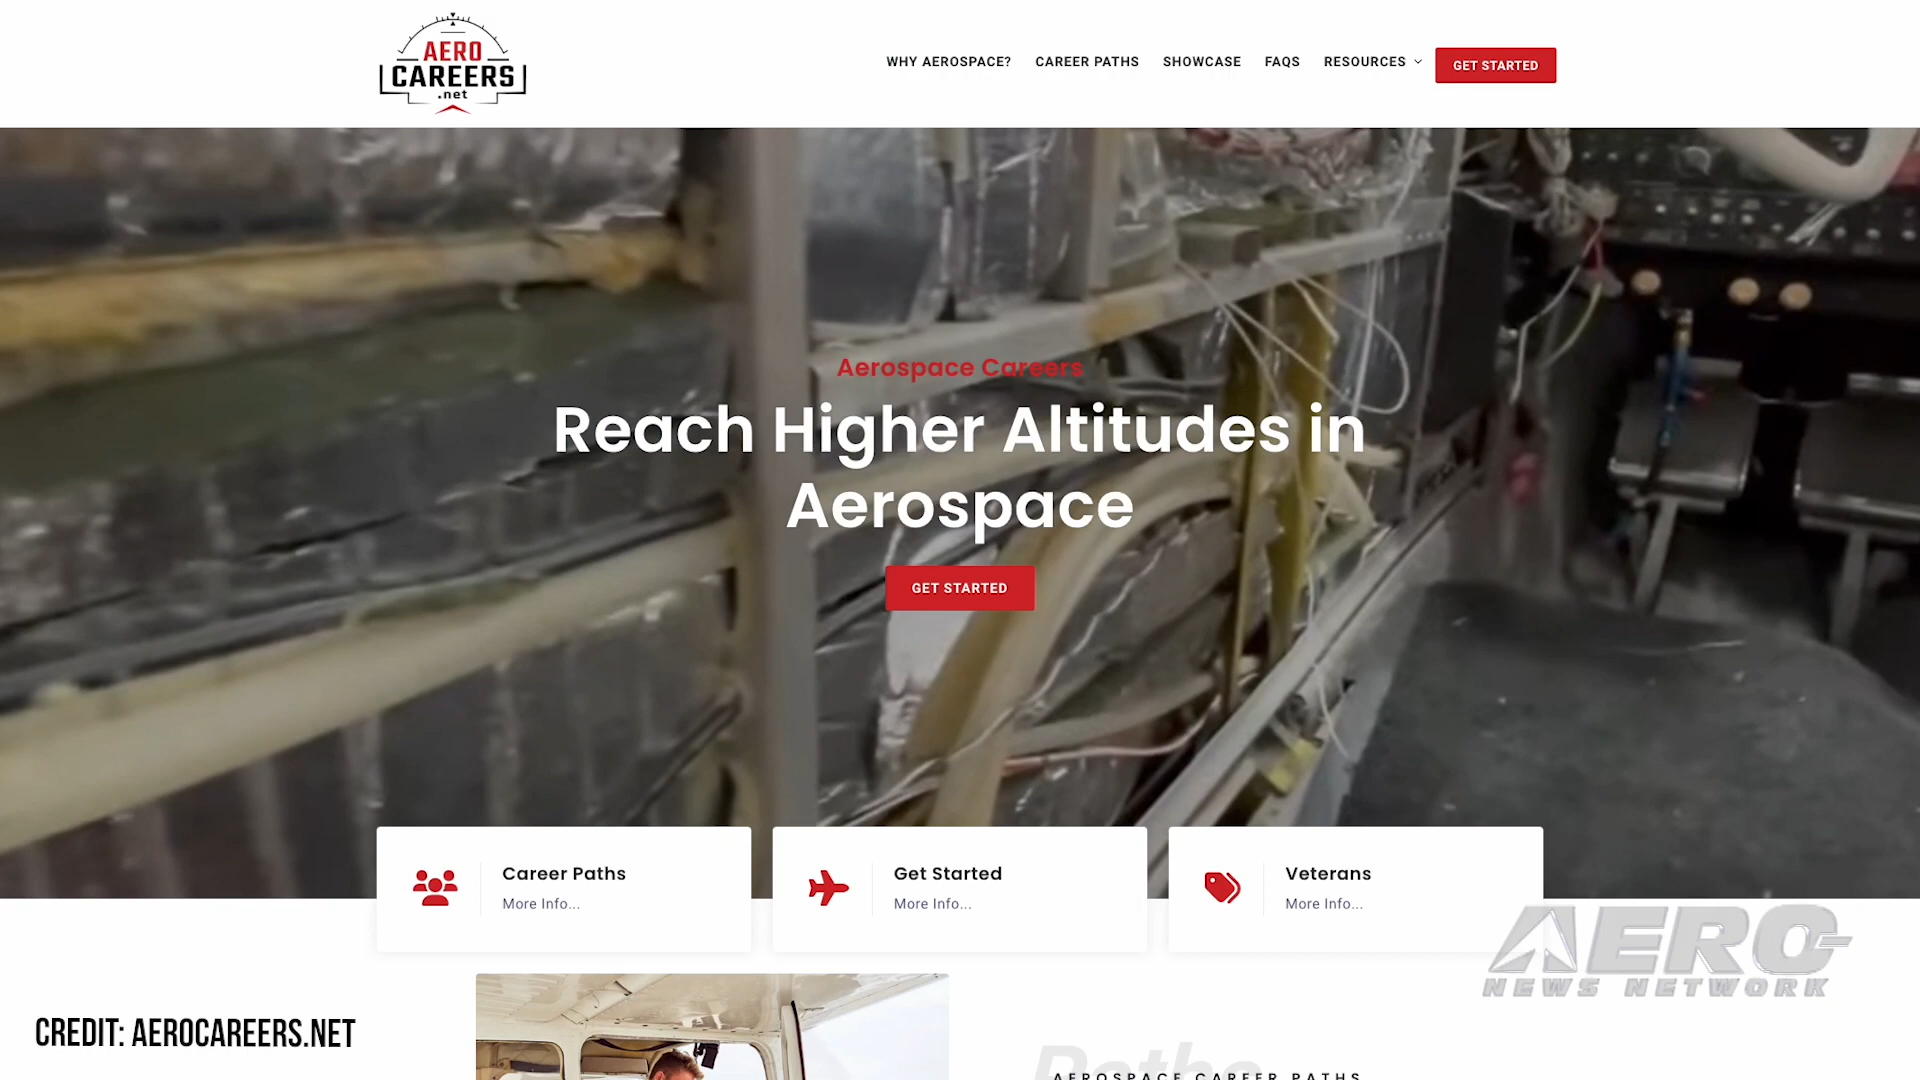 AERO
CAREERS
.net
WHY AEROSPACE?
CAREER PATHS
SHOWCASE
FAQS
RESOURCES
GET STARTED
Aerospace Careers
Reach Higher Altitudes in
Aerospace
GET STARTED
Career Paths
More Info...
Get Started
More Info...
Veterans
More Info...
AERO
NEWS NETWORK
CREDIT: AEROCAREERS.NET
Paths
AEROSPACE CAREER PATHS